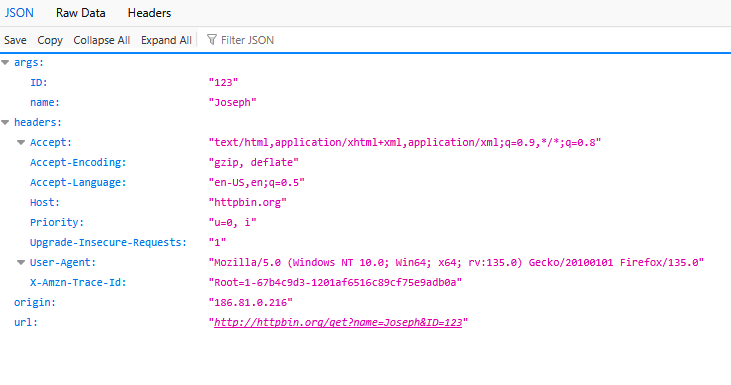 JSON Raw Data Headers
Save Copy Collapse All Expand All Filter JSON
args:
ID: "123"
name: "Joseph"
headers:
Accept: "text/html,application/xhtml+xml,application/xml;q=0.9,*/*;q=0.8"
Accept-Encoding: "gzip, deflate"
Accept-Language: "en-US,en;q=0.5"
Host: "httpbin.org"
Priority: "u=0, i"
Upgrade-Insecure-Requests: "1"
User-Agent: "Mozilla/5.0 (Windows NT 10.0; Win64; x64; rv:135.0) Gecko/20100101 Firefox/135.0"
X-Amzn-Trace-Id: "Root=1-67b4c9d3-1201af6516c89cf75e9adb0a"
origin: "186.81.0.216"
url: "http://httpbin.org/get?name=Joseph&ID=123"